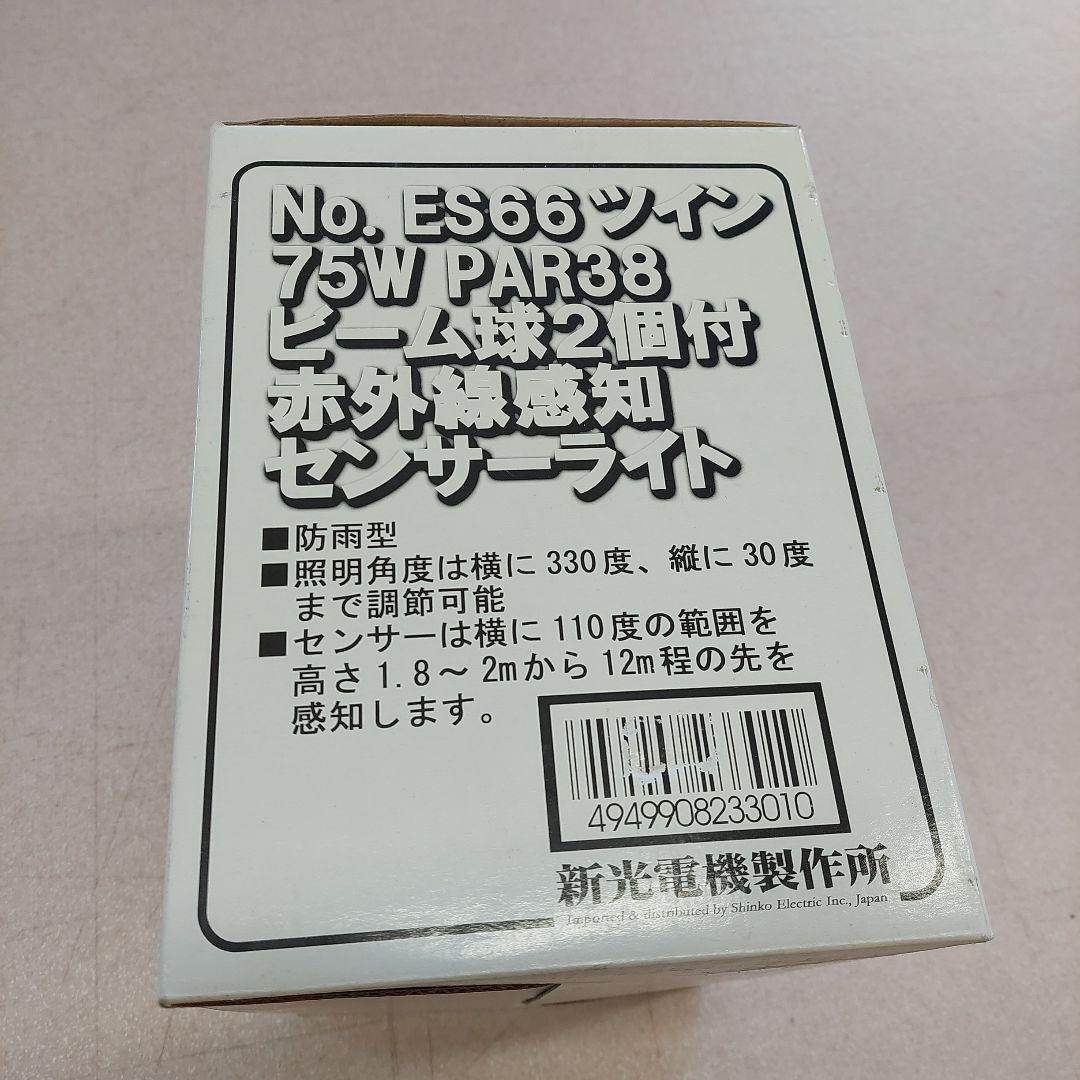 No. ES66ツイン
75W PAR38
ビーム球2個付
赤外線感知
センサーライト
■防雨型
■照明角度は横に330度、縦に30度
まで調節可能
■センサーは横に110度の範囲を
高さ1.8～2mから12m程の先を
感知します。
4949908233010
新光電機製作所
Imported & distributed by Shinko Electric Inc., Japan